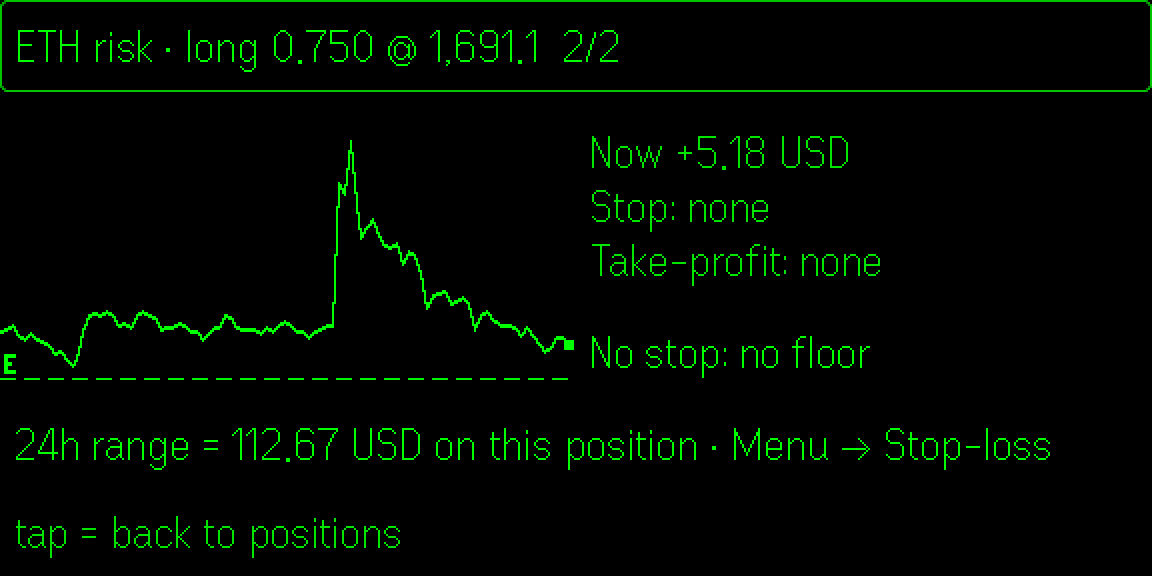 ETH risk · long 0.750 @ 1,691.1 2/2
Now +5.18 USD
Stop: none
Take-profit: none
No stop: no floor
E
24h range = 112.67 USD on this position · Menu → Stop-loss
tap = back to positions